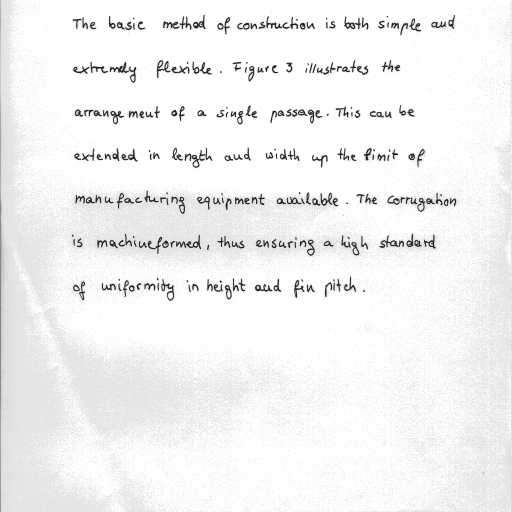 The basic method of construction is both simple and
extremely flexible. Figure 3 illustrates the
arrangement of a single passage. This can be
extended in length and width up the limit of
manufacturing equipment available. The corrugation
is machineformed, thus ensuring a high standard
of uniformity in height and fin pitch.